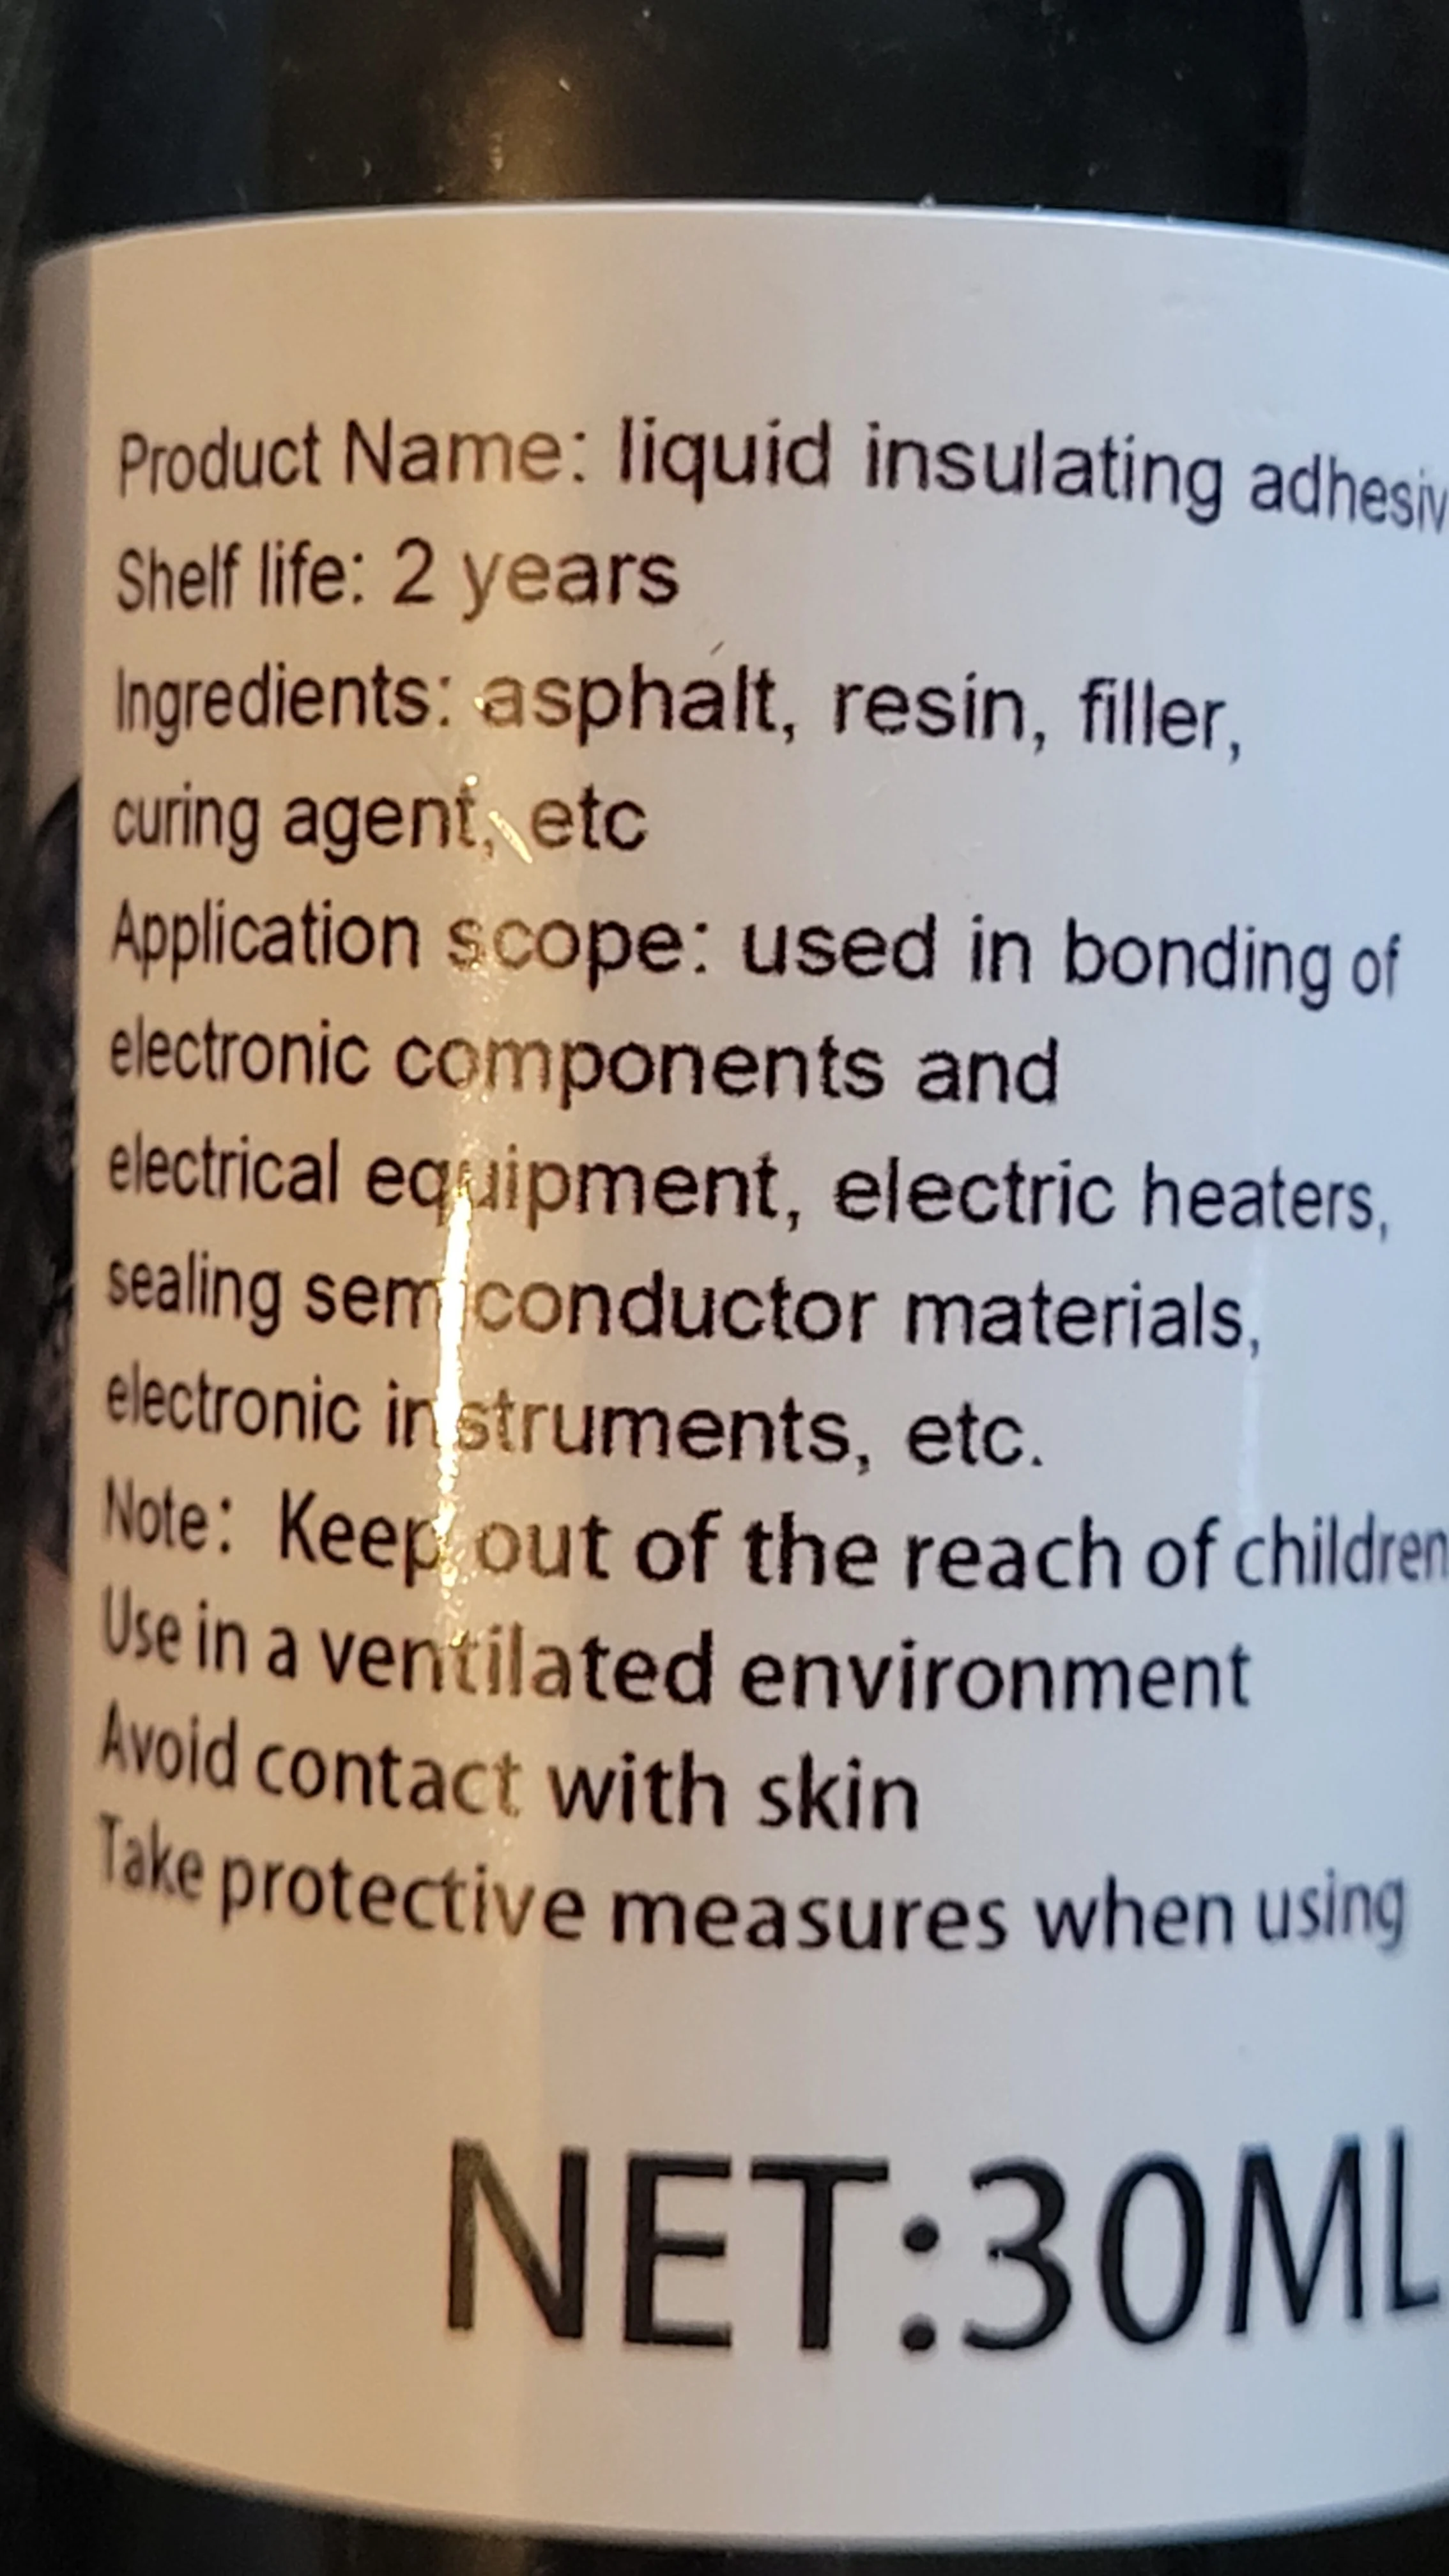 Product Name: liquid insulating adhesiv
Shelf life: 2 years
Ingredients: asphalt, resin, filler,
curing agent, etc
Application scope: used in bonding of
electronic components and
electrical equipment, electric heaters,
sealing semiconductor materials,
electronic instruments, etc.
Note: Keep out of the reach of children
Use in a ventilated environment
Avoid contact with skin
Take protective measures when using
NET:30ML